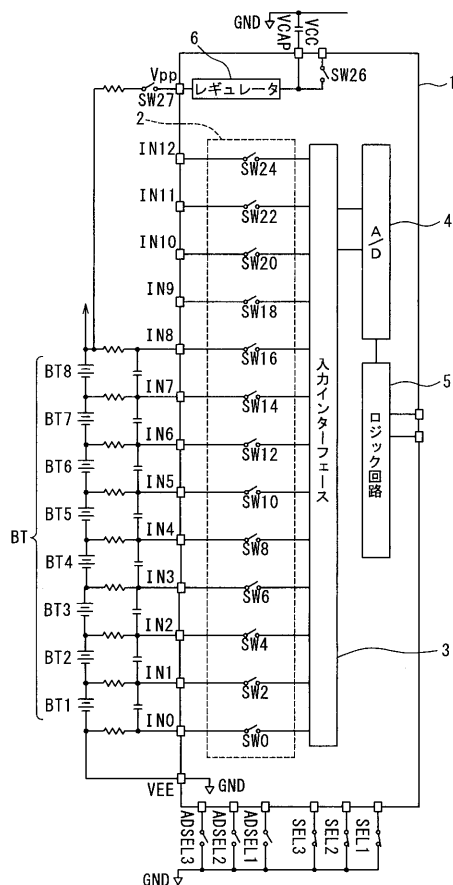 GND
VCAP
VCC
6
Vpp
レギュレータ
SW26
SW27
1
2
IN12
SW24
IN11
SW22
IN10
SW20
A/D
4
IN9
SW18
IN8
SW16
BT8
IN7
SW14
BT7
IN6
SW12
入力インターフェース
ロジック回路
5
BT6
IN5
SW10
BT5
BT
IN4
SW8
BT4
IN3
SW6
BT3
IN2
SW4
3
BT2
IN1
SW2
BT1
IN0
SW0
VEE
GND
ADSEL3
ADSEL2
ADSEL1
SEL3
SEL2
SEL1
GND